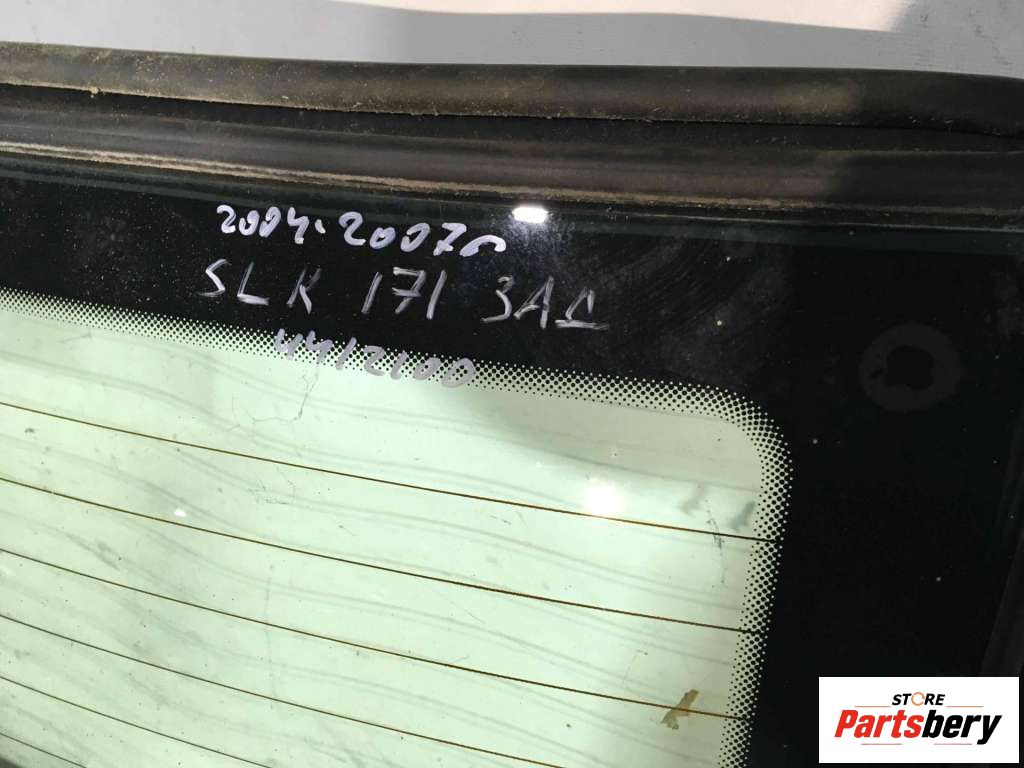 2004-2007г
SLK 171 ЗАД
4412100
STORE
Partsbery